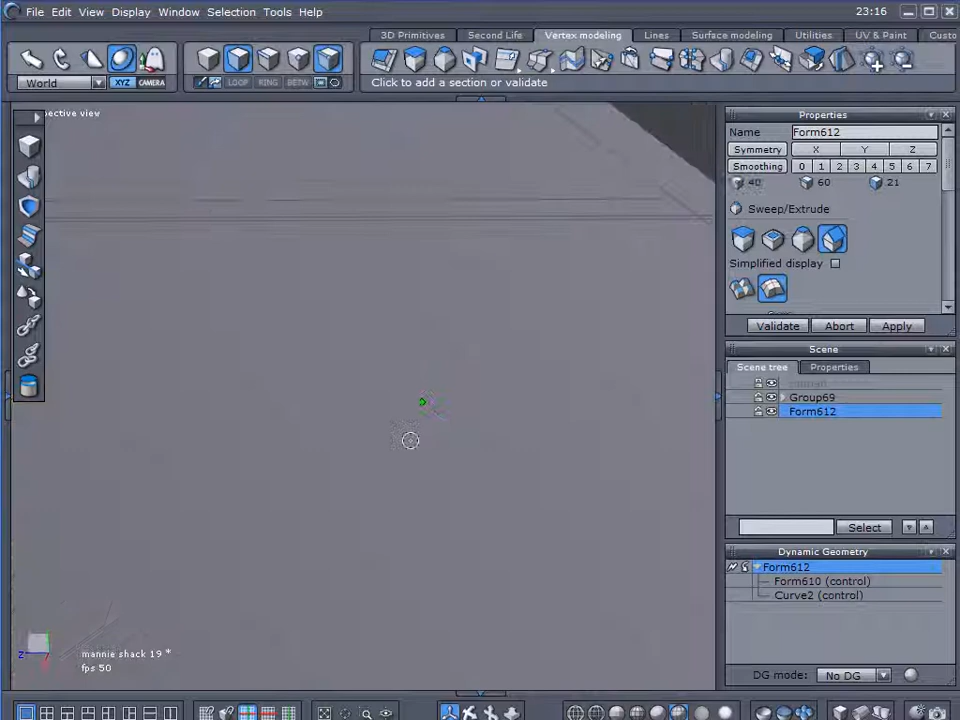 File Edit View Display Window Selection Tools Help 23:16
3D Primitives Second Life Vertex modeling Lines Surface modeling Utilities UV & Paint Custo
World XYZ CAMERA LOOP RING BETW Click to add a section or validate
pective view
Properties
Name Form612
Symmetry X Y Z
Smoothing 0 1 2 3 4 5 6 7
40 60 21
Sweep/Extrude
Simplified display
Validate Abort Apply
Scene
Scene tree Properties
Group69
Form612
Select
Dynamic Geometry
Form612
Form610 (control)
Curve2 (control)
Z
mannie shack 19 *
fps 50
DG mode: No DG